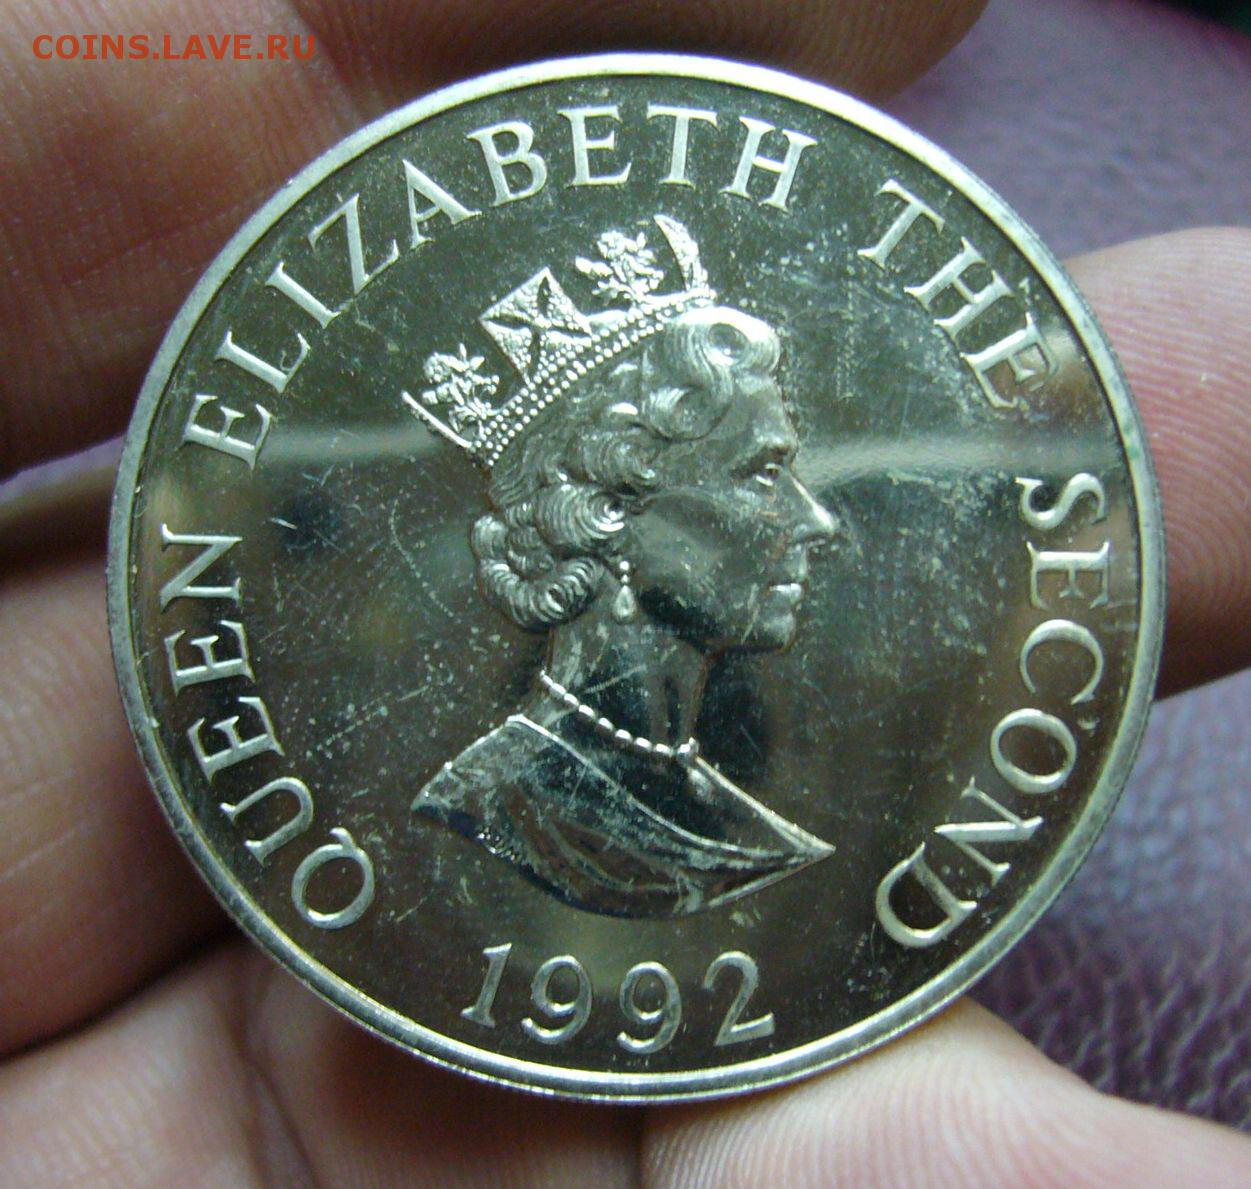 COINS.LAVE.RU
QUEEN ELIZABETH THE SECOND
1992